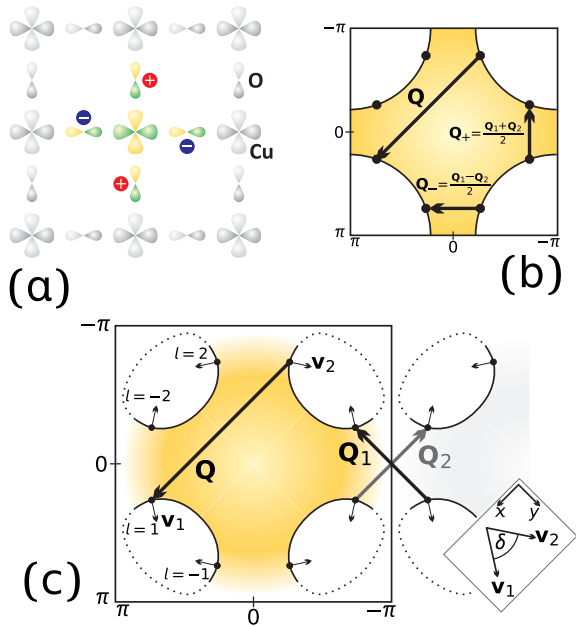 +
−
−
+
O
Cu
(a)
−π
0
π
π
0
−π
Q
Q₊=(Q₁+Q₂)/2
Q₋=(Q₁−Q₂)/2
(b)
−π
0
π
π
0
−π
l=2
l=−2
l=1
l=−1
v₂
v₁
Q
Q₁
Q₂
(c)
x
y
δ
v₂
v₁